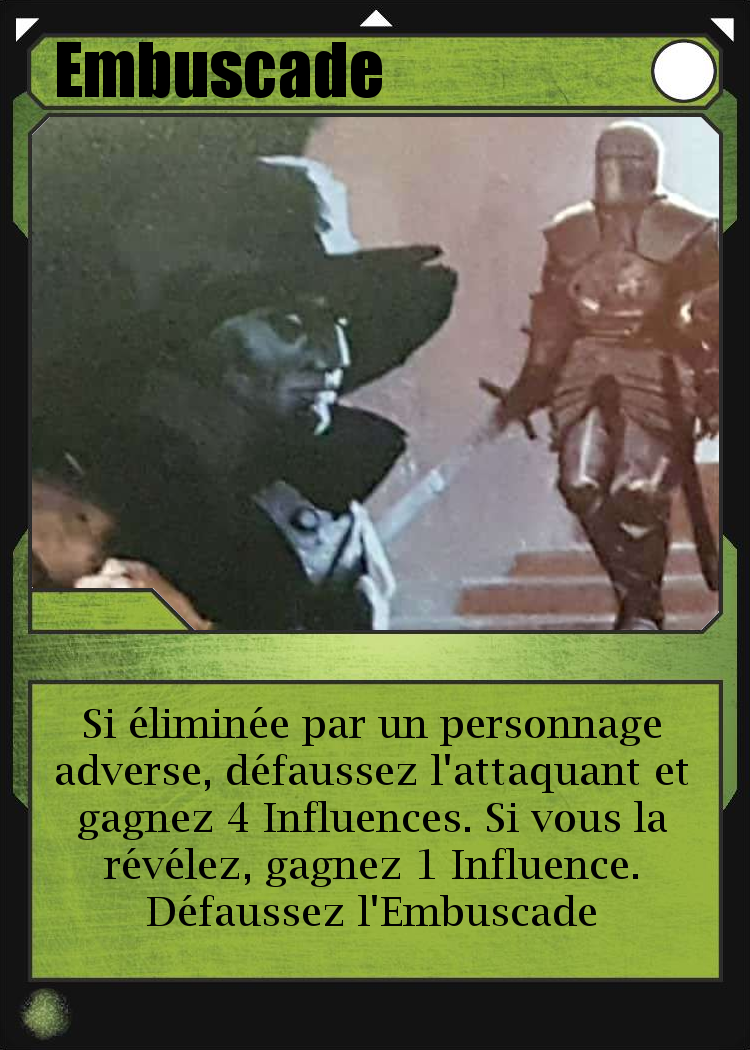 Embuscade
Si éliminée par un personnage
adverse, défaussez l'attaquant et
gagnez 4 Influences. Si vous la
révélez, gagnez 1 Influence.
Défaussez l'Embuscade